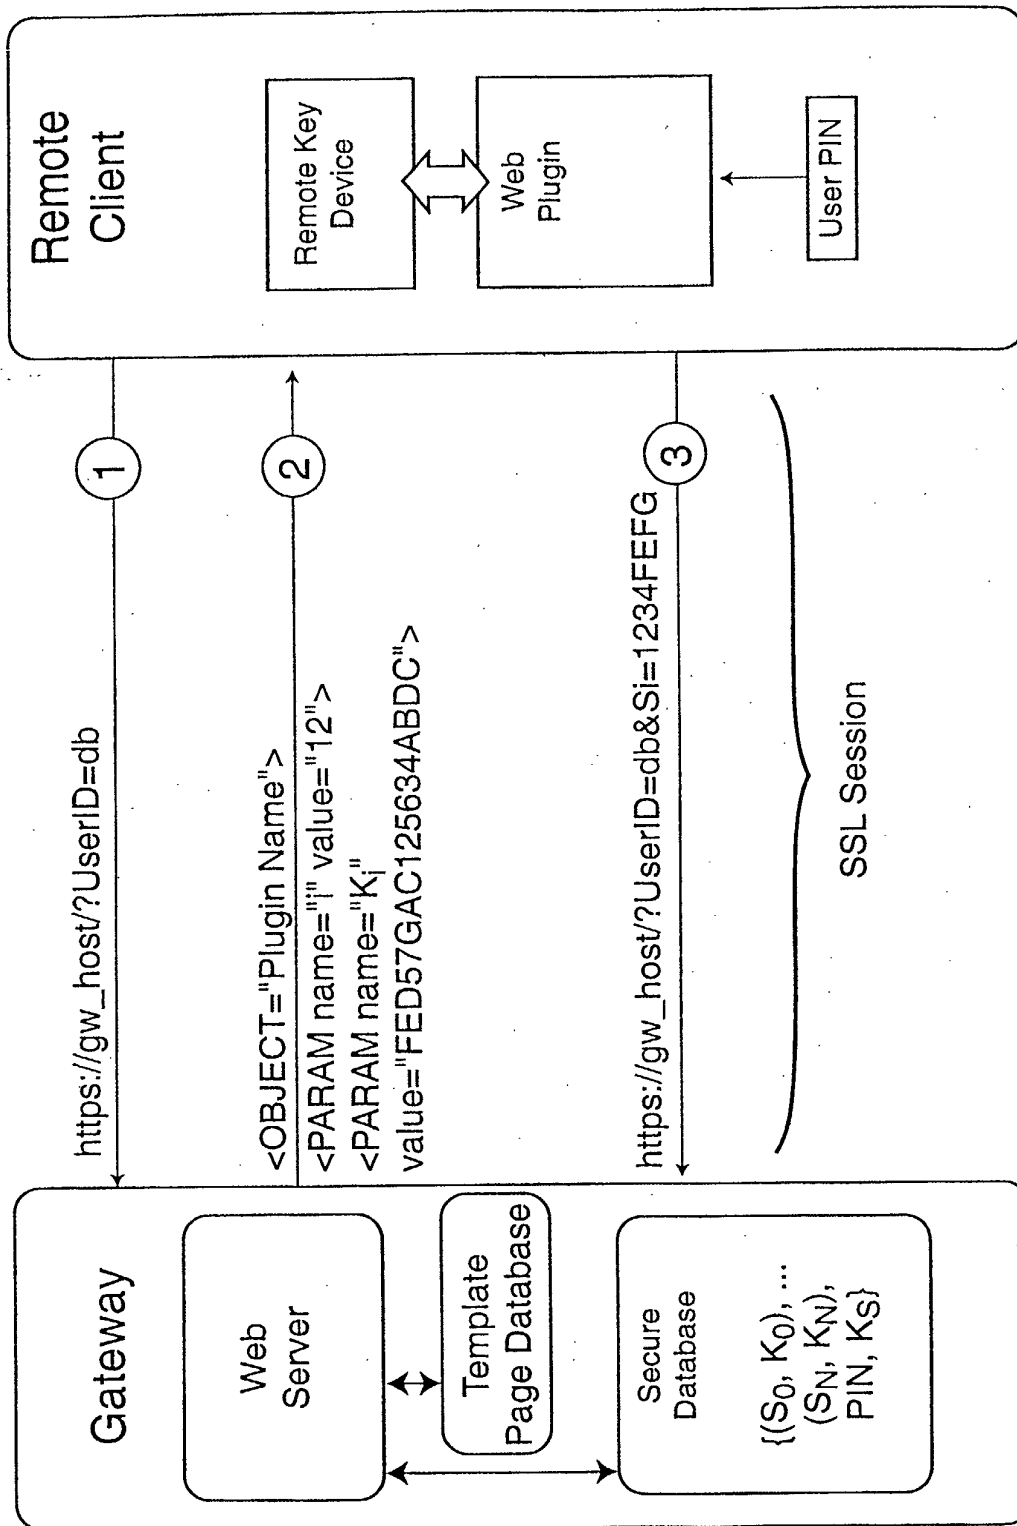 Gateway
Web
Server
Template
Page Database
Secure
Database
{(S0, K0), ...
(SN, KN),
PIN, KS}
https://gw_host/?UserID=db
1
<OBJECT="Plugin Name">
<PARAM name="i" value="12">
<PARAM name="Ki"
value="FED57GAC125634ABDC">
2
https://gw_host/?UserID=db&Si=1234FEFG
3
SSL Session
Remote
Client
Remote Key
Device
Web
Plugin
User PIN